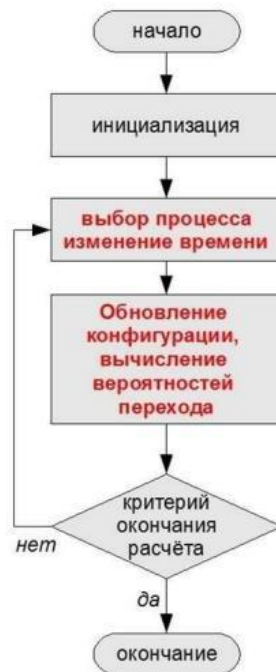 начало
инициализация
выбор процесса
изменение времени
Обновление
конфигурации,
вычисление
вероятностей
перехода
критерий
окончания
расчёта
нет
да
окончание